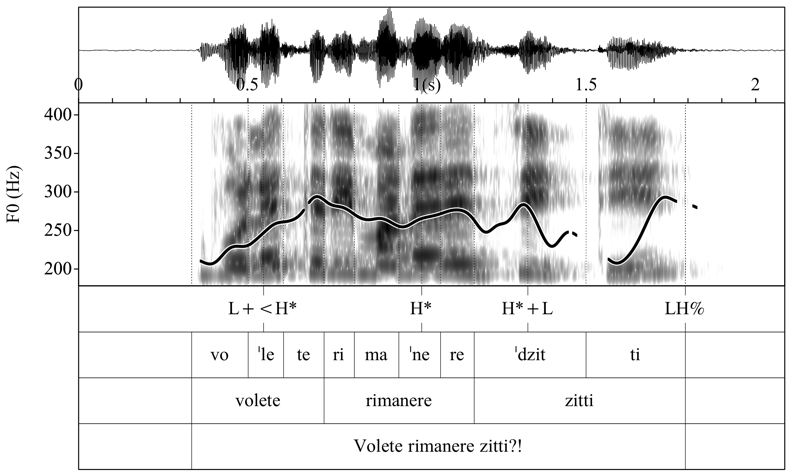 0 0.5 1(s) 1.5 2
400
350
300
250
200
F0 (Hz)
L+<H* H* H*+L LH%
vo ˈle te ri ma ˈne re ˈdzit ti
volete rimanere zitti
Volete rimanere zitti?!